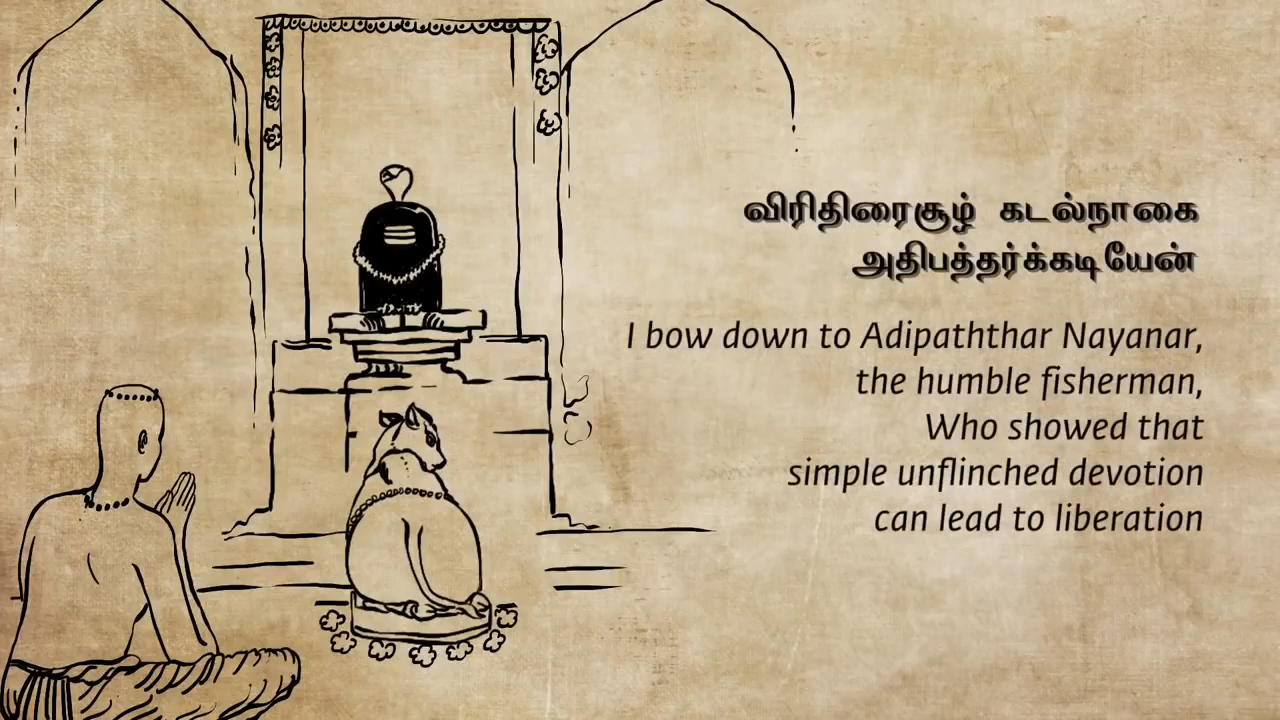 விரிதிரைசூழ் கடல்நாகை
அதிபத்தர்க்கடியேன்
I bow down to Adipaththar Nayanar,
the humble fisherman,
Who showed that
simple unflinched devotion
can lead to liberation